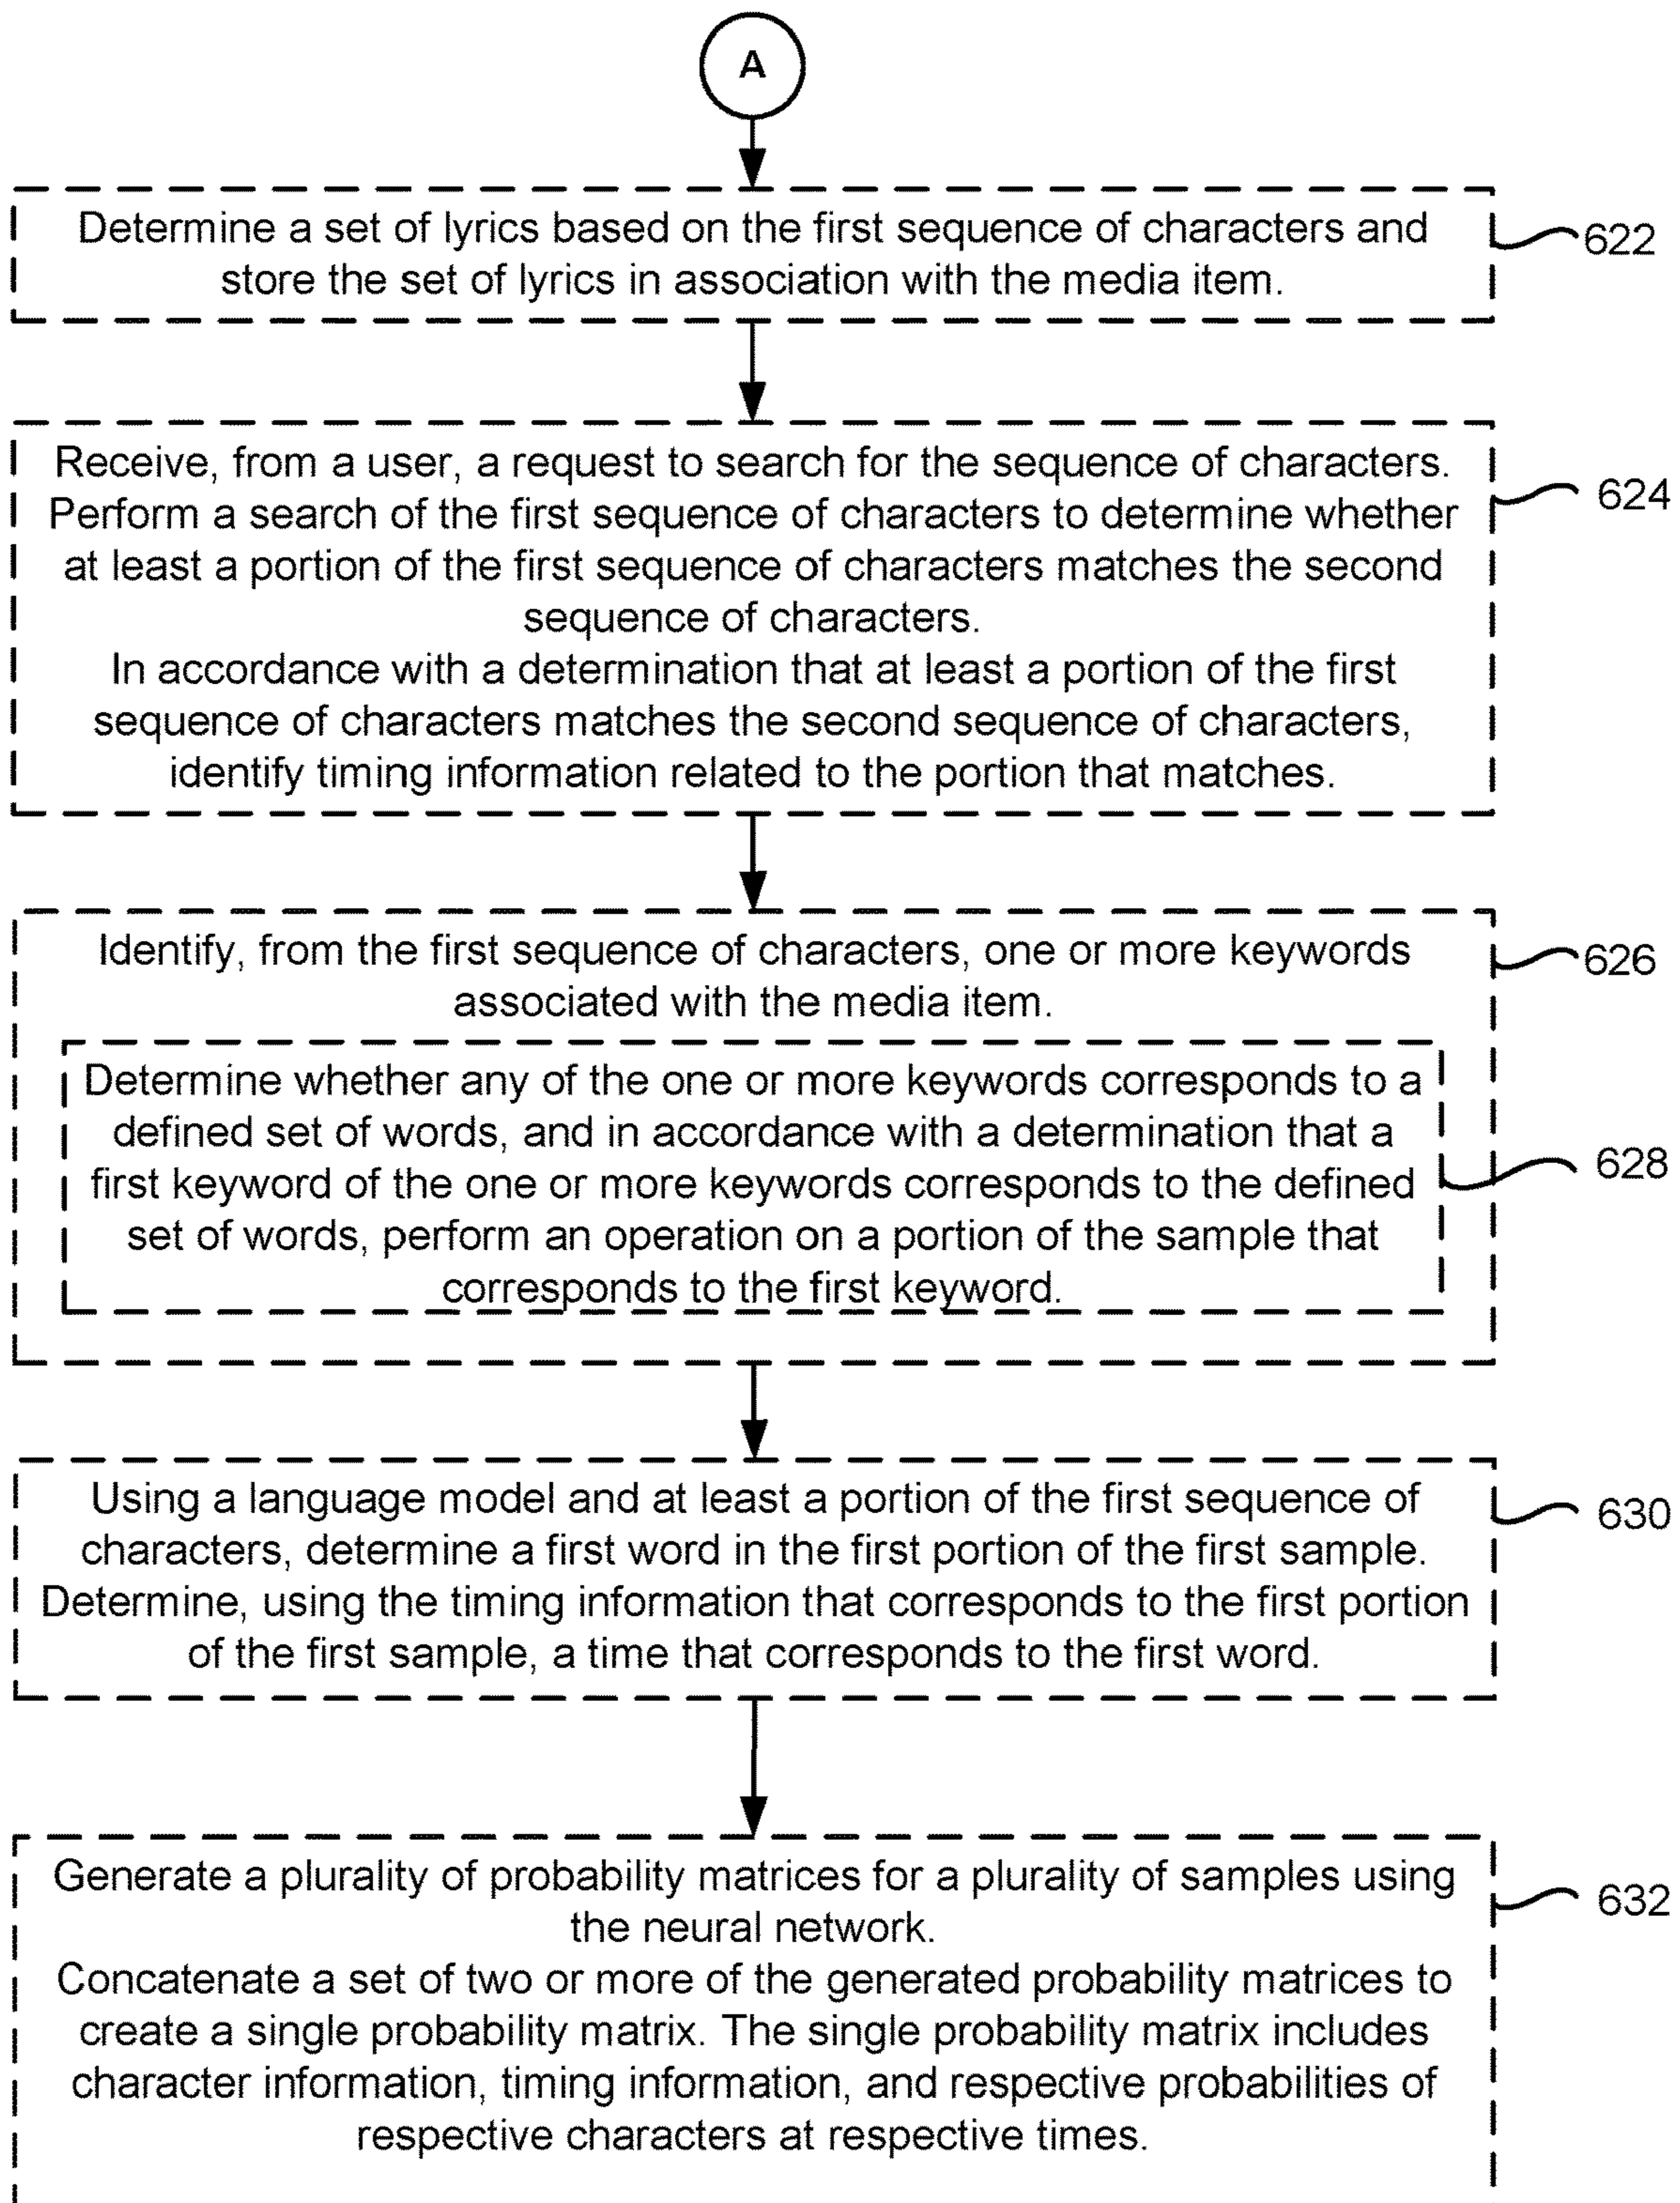 A
Determine a set of lyrics based on the first sequence of characters and
store the set of lyrics in association with the media item.
622
Receive, from a user, a request to search for the sequence of characters.
Perform a search of the first sequence of characters to determine whether
at least a portion of the first sequence of characters matches the second
sequence of characters.
In accordance with a determination that at least a portion of the first
sequence of characters matches the second sequence of characters,
identify timing information related to the portion that matches.
624
Identify, from the first sequence of characters, one or more keywords
associated with the media item.
626
Determine whether any of the one or more keywords corresponds to a
defined set of words, and in accordance with a determination that a
first keyword of the one or more keywords corresponds to the defined
set of words, perform an operation on a portion of the sample that
corresponds to the first keyword.
628
Using a language model and at least a portion of the first sequence of
characters, determine a first word in the first portion of the first sample.
Determine, using the timing information that corresponds to the first portion
of the first sample, a time that corresponds to the first word.
630
Generate a plurality of probability matrices for a plurality of samples using
the neural network.
Concatenate a set of two or more of the generated probability matrices to
create a single probability matrix. The single probability matrix includes
character information, timing information, and respective probabilities of
respective characters at respective times.
632